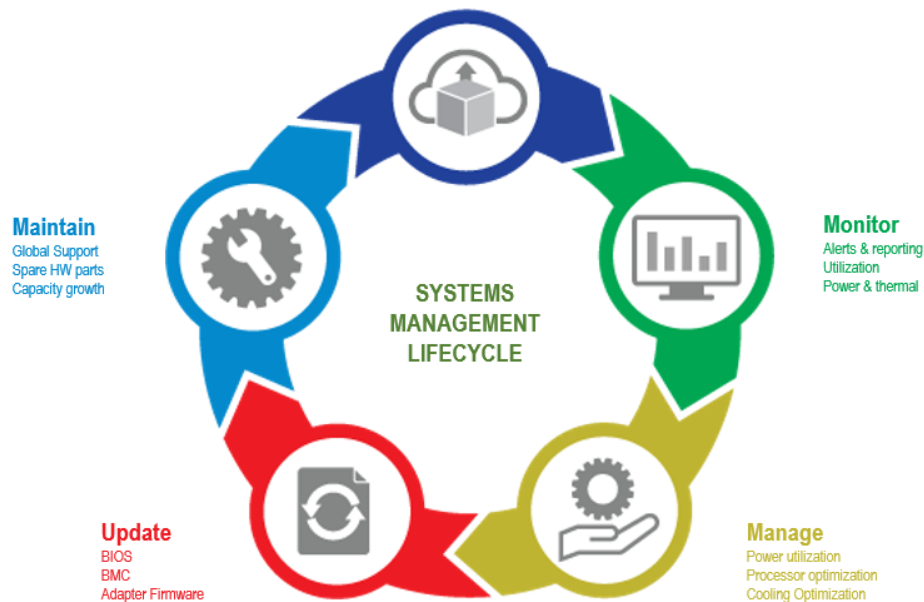 Maintain
Global Support
Spare HW parts
Capacity growth
Monitor
Alerts & reporting
Utilization
Power & thermal
SYSTEMS
MANAGEMENT
LIFECYCLE
Update
BIOS
BMC
Adapter Firmware
Manage
Power utilization
Processor optimization
Cooling Optimization